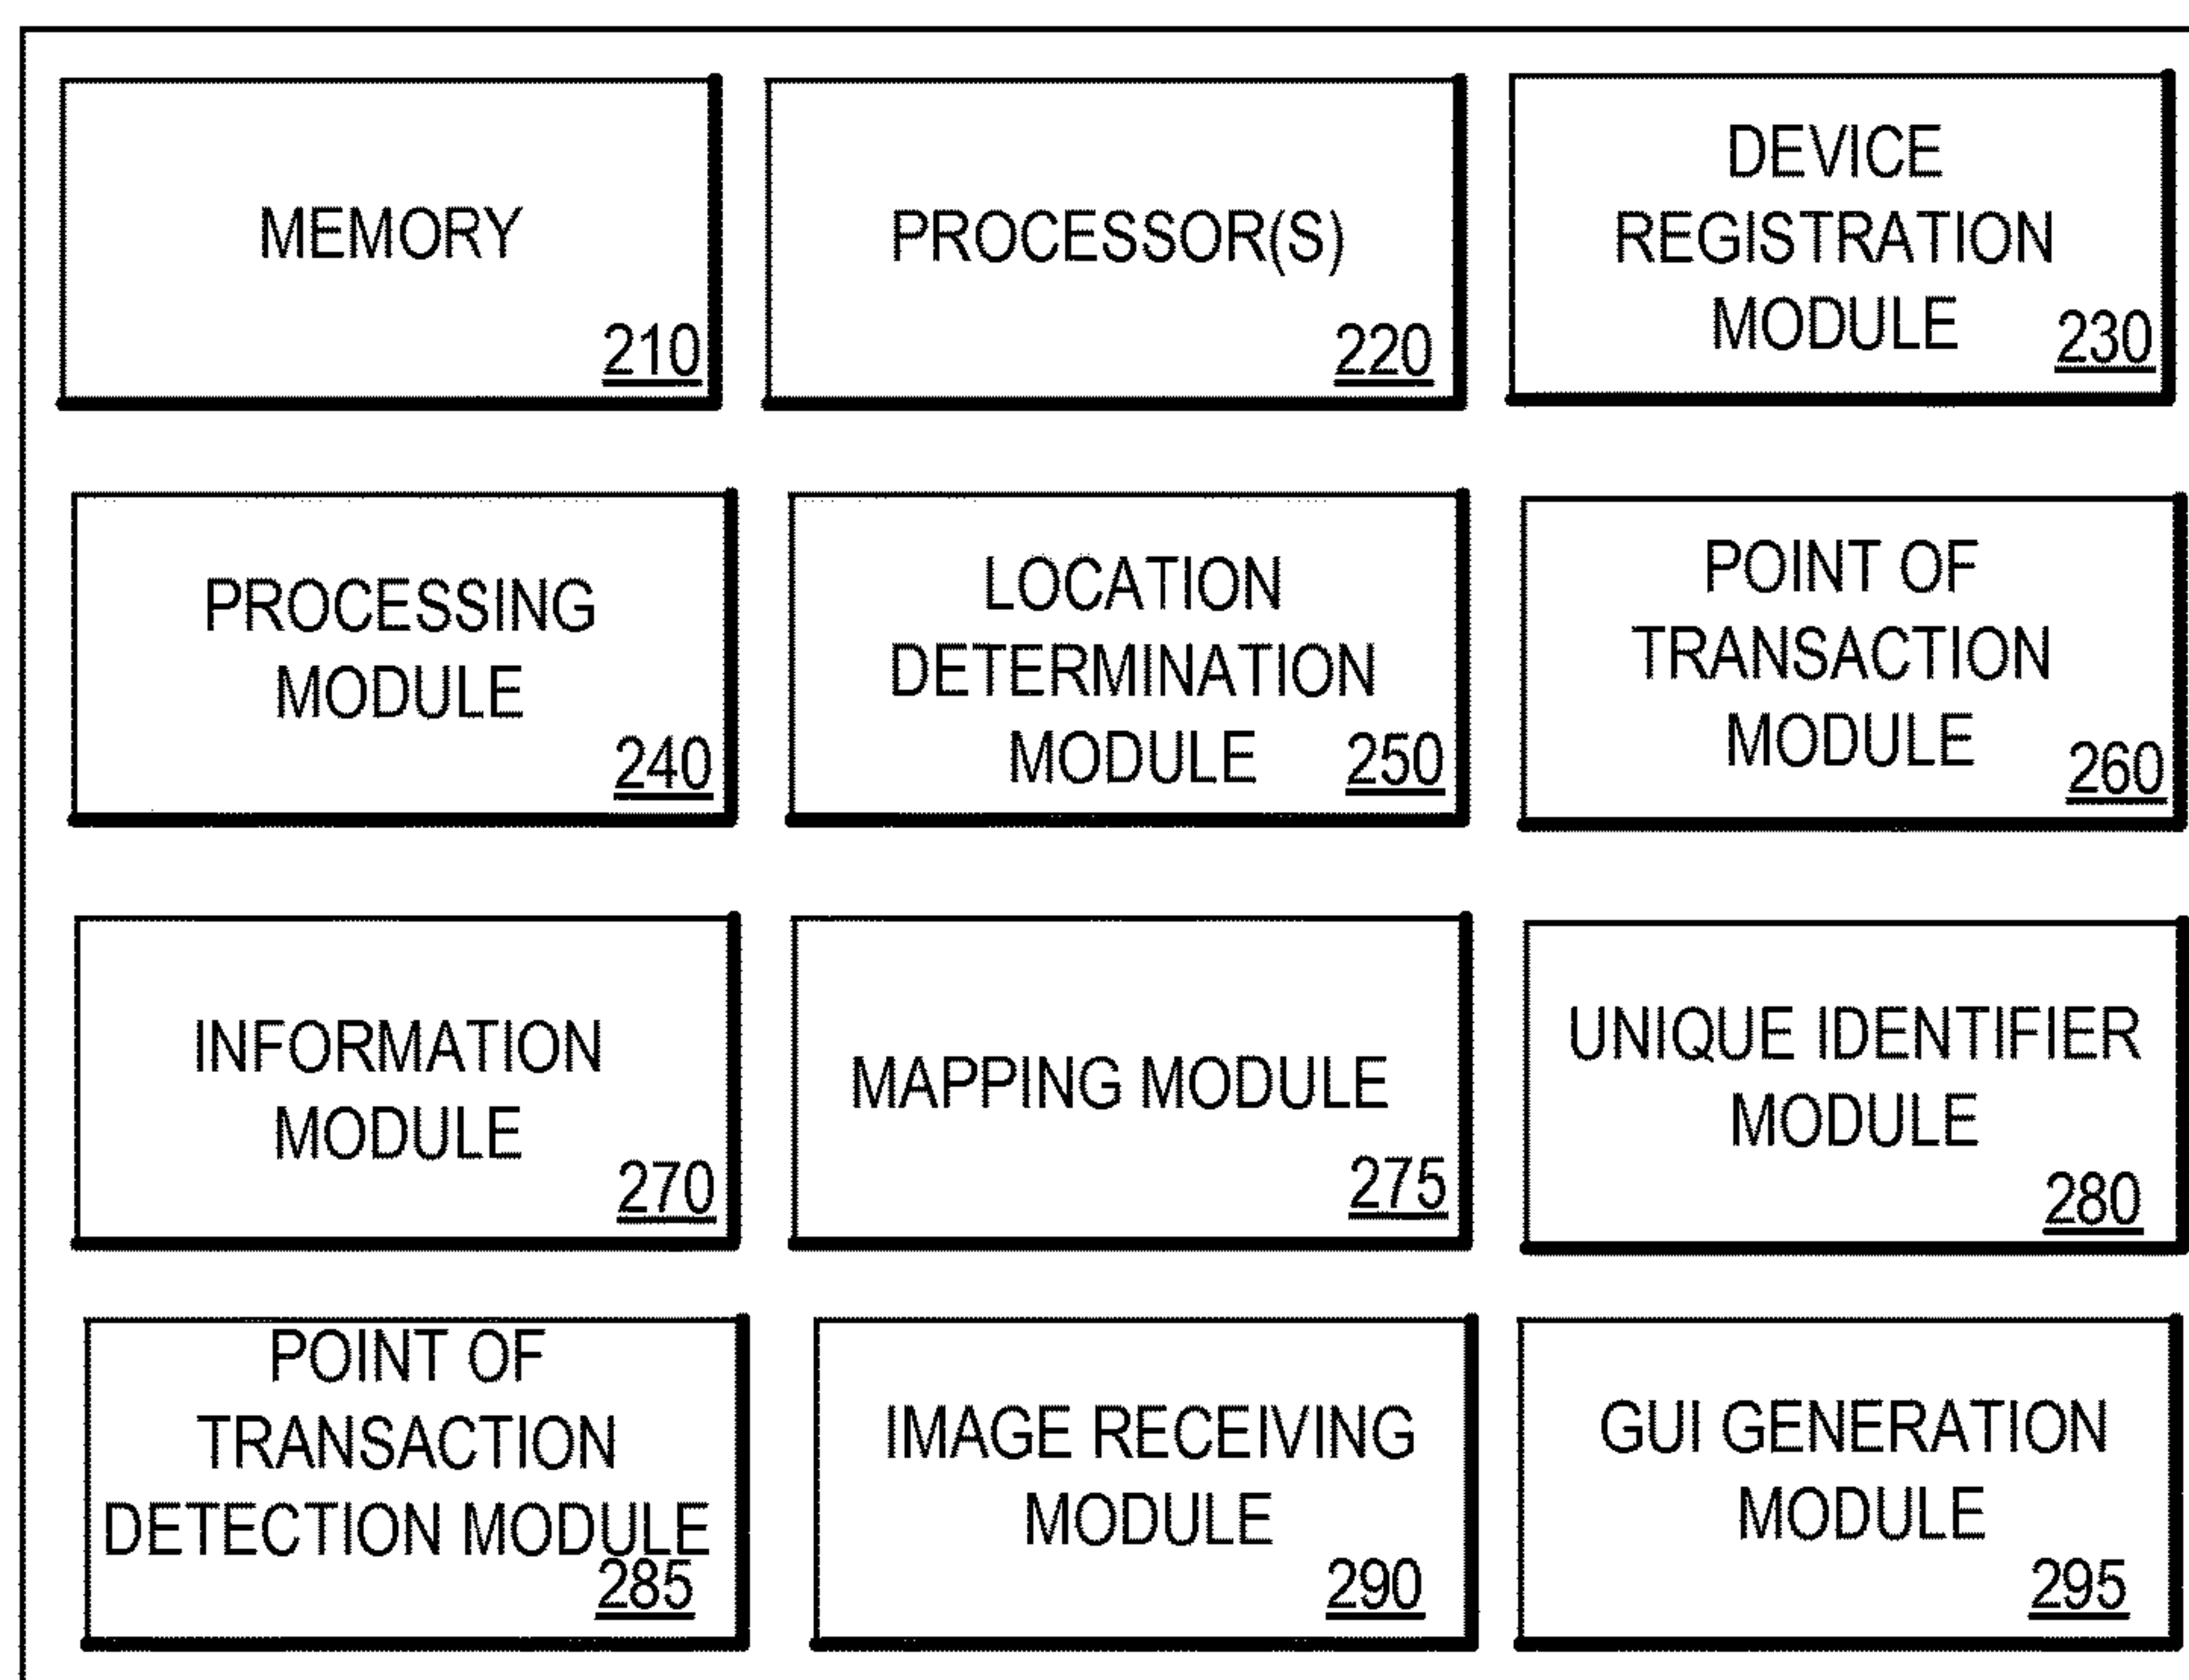 MEMORY
210
PROCESSOR(S)
220
DEVICE
REGISTRATION
MODULE
230
PROCESSING
MODULE
240
LOCATION
DETERMINATION
MODULE
250
POINT OF
TRANSACTION
MODULE
260
INFORMATION
MODULE
270
MAPPING MODULE
275
UNIQUE IDENTIFIER
MODULE
280
POINT OF
TRANSACTION
DETECTION MODULE
285
IMAGE RECEIVING
MODULE
290
GUI GENERATION
MODULE
295